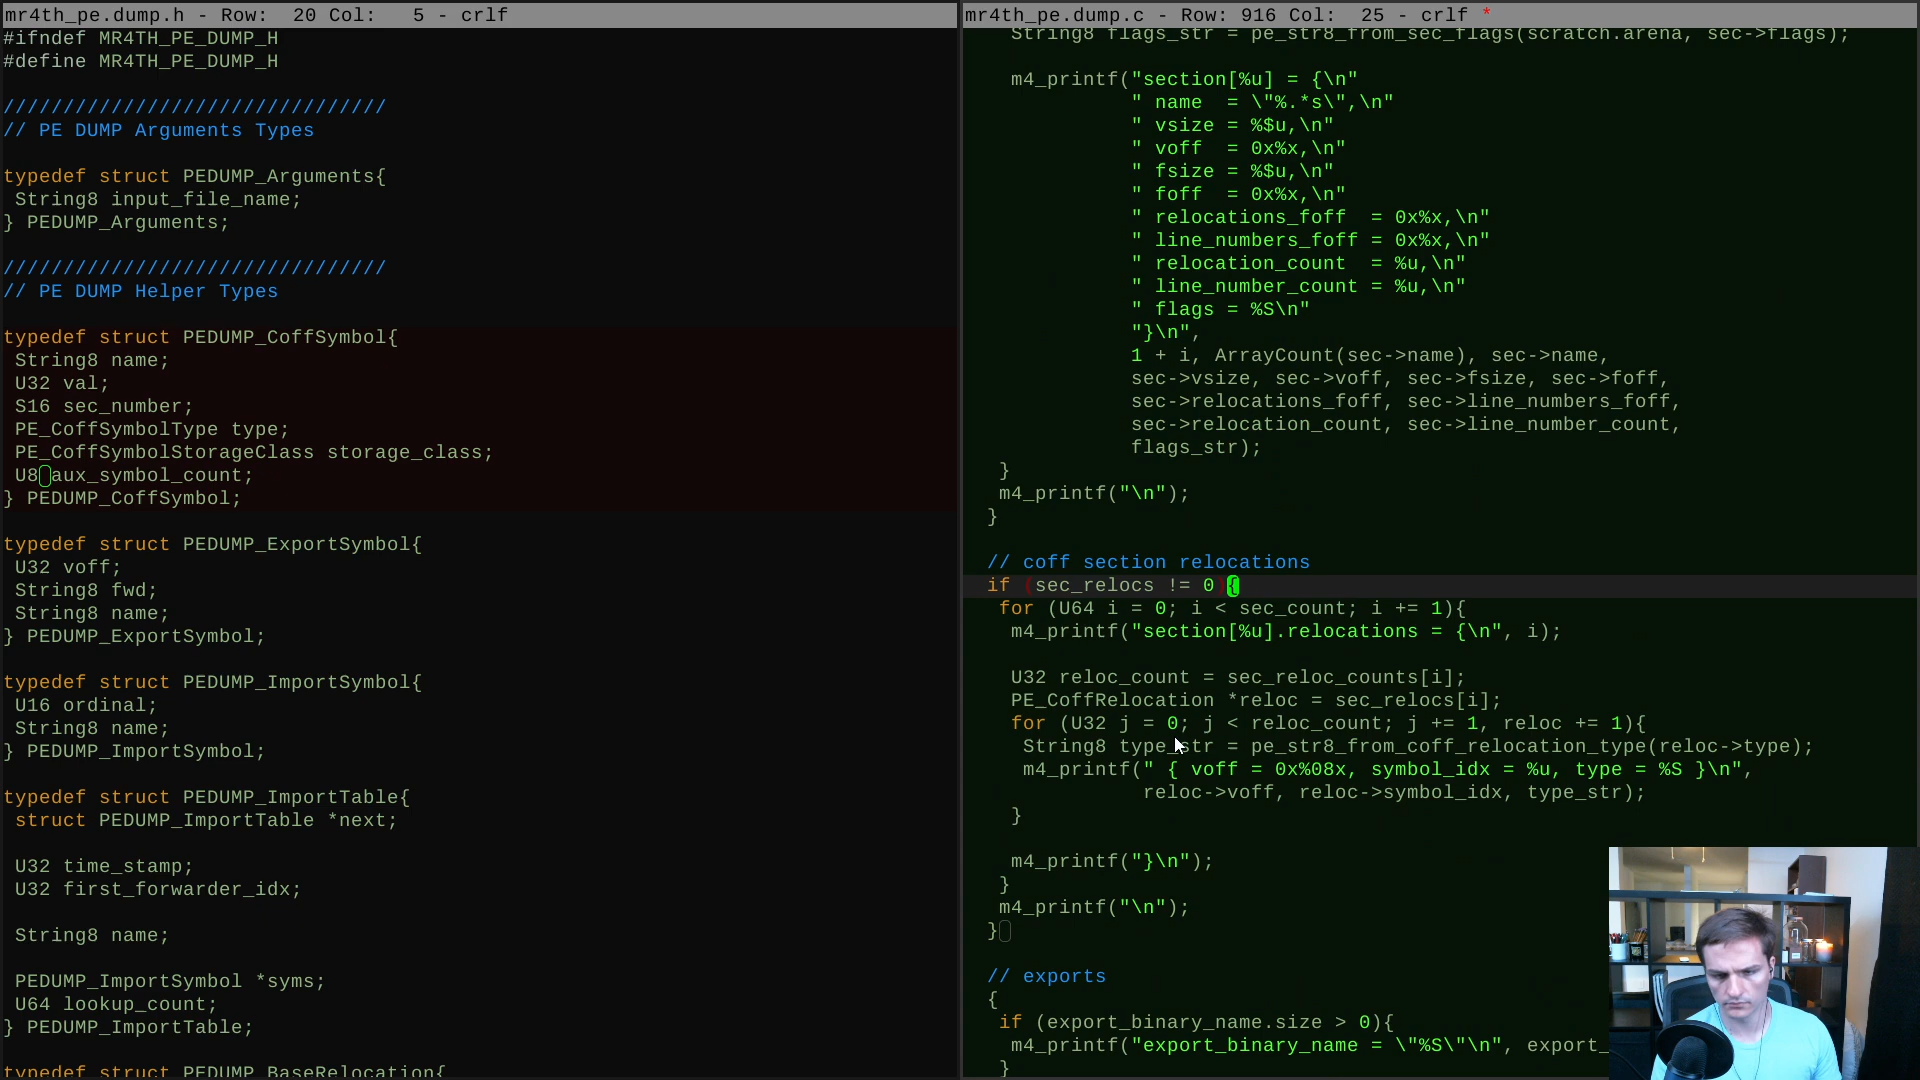 mr4th_pe.dump.h - Row:  20 Col:   5 - crlf
#ifndef MR4TH_PE_DUMP_H
#define MR4TH_PE_DUMP_H
////////////////////////////////
// PE DUMP Arguments Types
typedef struct PEDUMP_Arguments{
 String8 input_file_name;
} PEDUMP_Arguments;
////////////////////////////////
// PE DUMP Helper Types
typedef struct PEDUMP_CoffSymbol{
 String8 name;
 U32 val;
 S16 sec_number;
 PE_CoffSymbolType type;
 PE_CoffSymbolStorageClass storage_class;
 U8 aux_symbol_count;
} PEDUMP_CoffSymbol;
typedef struct PEDUMP_ExportSymbol{
 U32 voff;
 String8 fwd;
 String8 name;
} PEDUMP_ExportSymbol;
typedef struct PEDUMP_ImportSymbol{
 U16 ordinal;
 String8 name;
} PEDUMP_ImportSymbol;
typedef struct PEDUMP_ImportTable{
 struct PEDUMP_ImportTable *next;
 U32 time_stamp;
 U32 first_forwarder_idx;
 String8 name;
 PEDUMP_ImportSymbol *syms;
 U64 lookup_count;
} PEDUMP_ImportTable;
typedef struct PEDUMP_BaseRelocation{
mr4th_pe.dump.c - Row: 916 Col:  25 - crlf *
String8 flags_str = pe_str8_from_sec_flags(scratch.arena, sec->flags);
m4_printf("section[%u] = {\n"
" name  = \"%.*s\",\n"
" vsize = %$u,\n"
" voff  = 0x%x,\n"
" fsize = %$u,\n"
" foff  = 0x%x,\n"
" relocations_foff  = 0x%x,\n"
" line_numbers_foff = 0x%x,\n"
" relocation_count  = %u,\n"
" line_number_count = %u,\n"
" flags = %S\n"
"}\n",
1 + i, ArrayCount(sec->name), sec->name,
sec->vsize, sec->voff, sec->fsize, sec->foff,
sec->relocations_foff, sec->line_numbers_foff,
sec->relocation_count, sec->line_number_count,
flags_str);
}
m4_printf("\n");
}
// coff section relocations
if (sec_relocs != 0){
for (U64 i = 0; i < sec_count; i += 1){
m4_printf("section[%u].relocations = {\n", i);
U32 reloc_count = sec_reloc_counts[i];
PE_CoffRelocation *reloc = sec_relocs[i];
for (U32 j = 0; j < reloc_count; j += 1, reloc += 1){
String8 type_str = pe_str8_from_coff_relocation_type(reloc->type);
m4_printf(" { voff = 0x%08x, symbol_idx = %u, type = %S }\n",
reloc->voff, reloc->symbol_idx, type_str);
}
m4_printf("}\n");
}
m4_printf("\n");
}
// exports
{
if (export_binary_name.size > 0){
m4_printf("export_binary_name = \"%S\"\n", export_
}